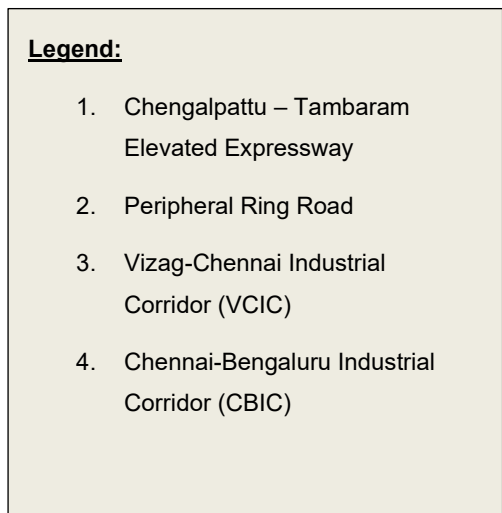 Legend:
1. Chengalpattu – Tambaram
Elevated Expressway
2. Peripheral Ring Road
3. Vizag-Chennai Industrial
Corridor (VCIC)
4. Chennai-Bengaluru Industrial
Corridor (CBIC)